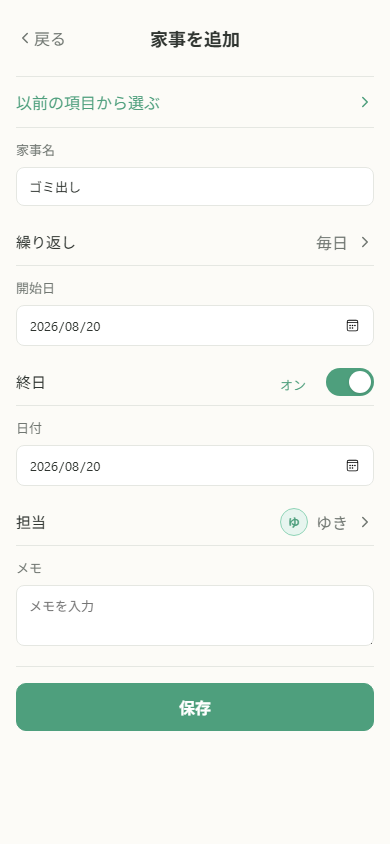 戻る
家事を追加
以前の項目から選ぶ
家事名
ゴミ出し
繰り返し 毎日
開始日
2026/08/20
終日 オン
日付
2026/08/20
担当 ゆ ゆき
メモ
メモを入力
保存